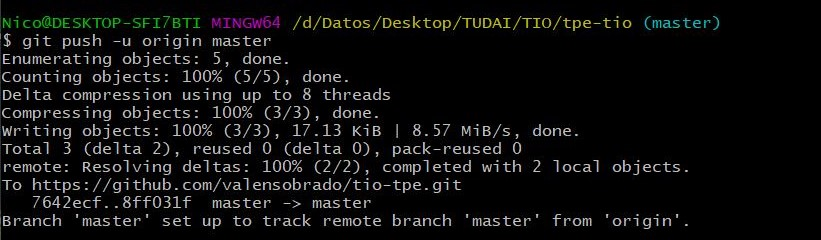 Nico@DESKTOP-SFI7BTI MINGW64 /d/Datos/Desktop/TUDAI/TIO/tpe-tio (master)
$ git push -u origin master
Enumerating objects: 5, done.
Counting objects: 100% (5/5), done.
Delta compression using up to 8 threads
Compressing objects: 100% (3/3), done.
Writing objects: 100% (3/3), 17.13 KiB | 8.57 MiB/s, done.
Total 3 (delta 2), reused 0 (delta 0), pack-reused 0
remote: Resolving deltas: 100% (2/2), completed with 2 local objects.
To https://github.com/valensobrado/tio-tpe.git
   7642ecf..8ff031f  master -> master
Branch 'master' set up to track remote branch 'master' from 'origin'.